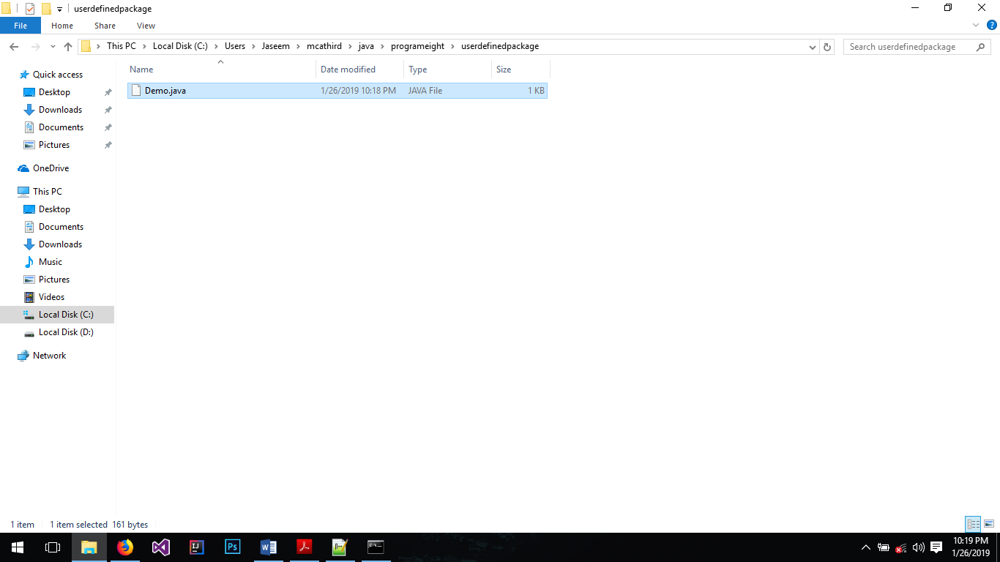 userdefinedpackage
File Home Share View
This PC Local Disk (C:) Users Jaseem mcathird java programeight userdefinedpackage Search userdefinedpackage
Name Date modified Type Size
Demo.java 1/26/2019 10:18 PM JAVA File 1 KB
Quick access
Desktop
Downloads
Documents
Pictures
OneDrive
This PC
Desktop
Documents
Downloads
Music
Pictures
Videos
Local Disk (C:)
Local Disk (D:)
Network
1 item 1 item selected 161 bytes
IJ Ps
10:19 PM
1/26/2019